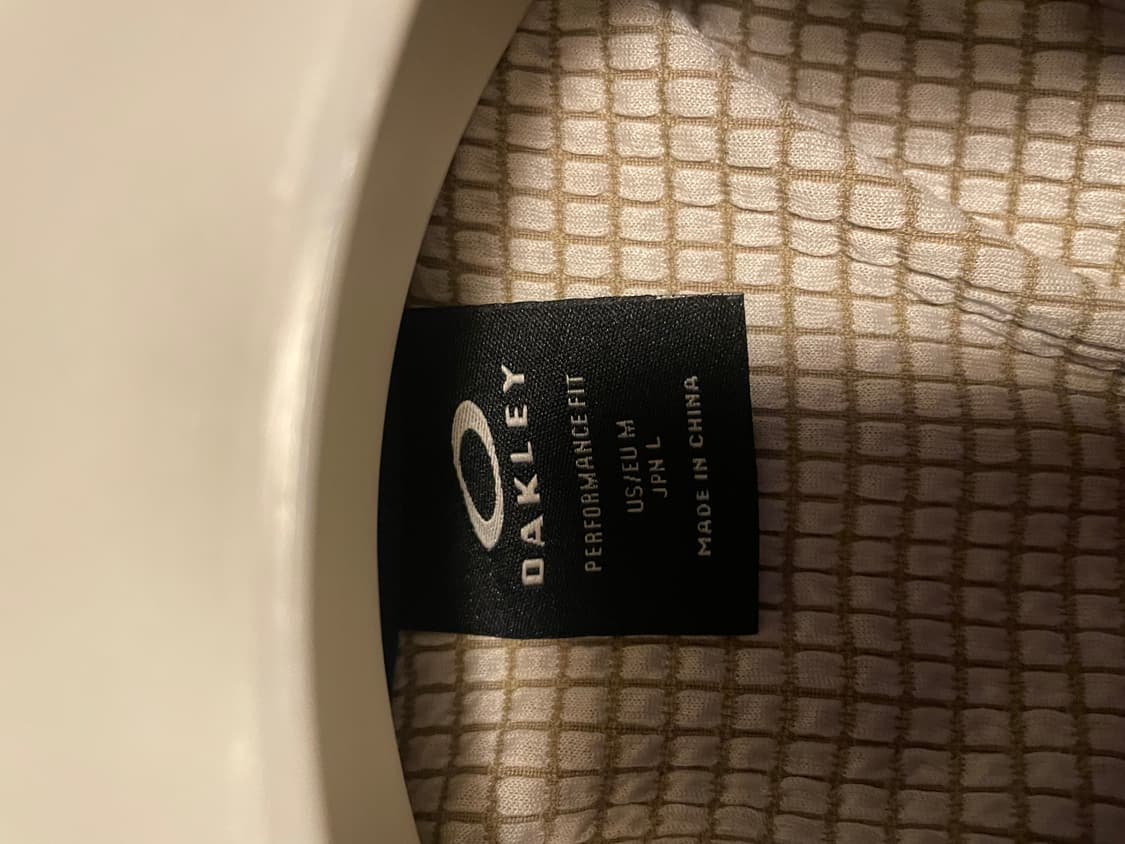 OAKLEY
PERFORMANCE FIT
US/EU M
JPN L
MADE IN CHINA